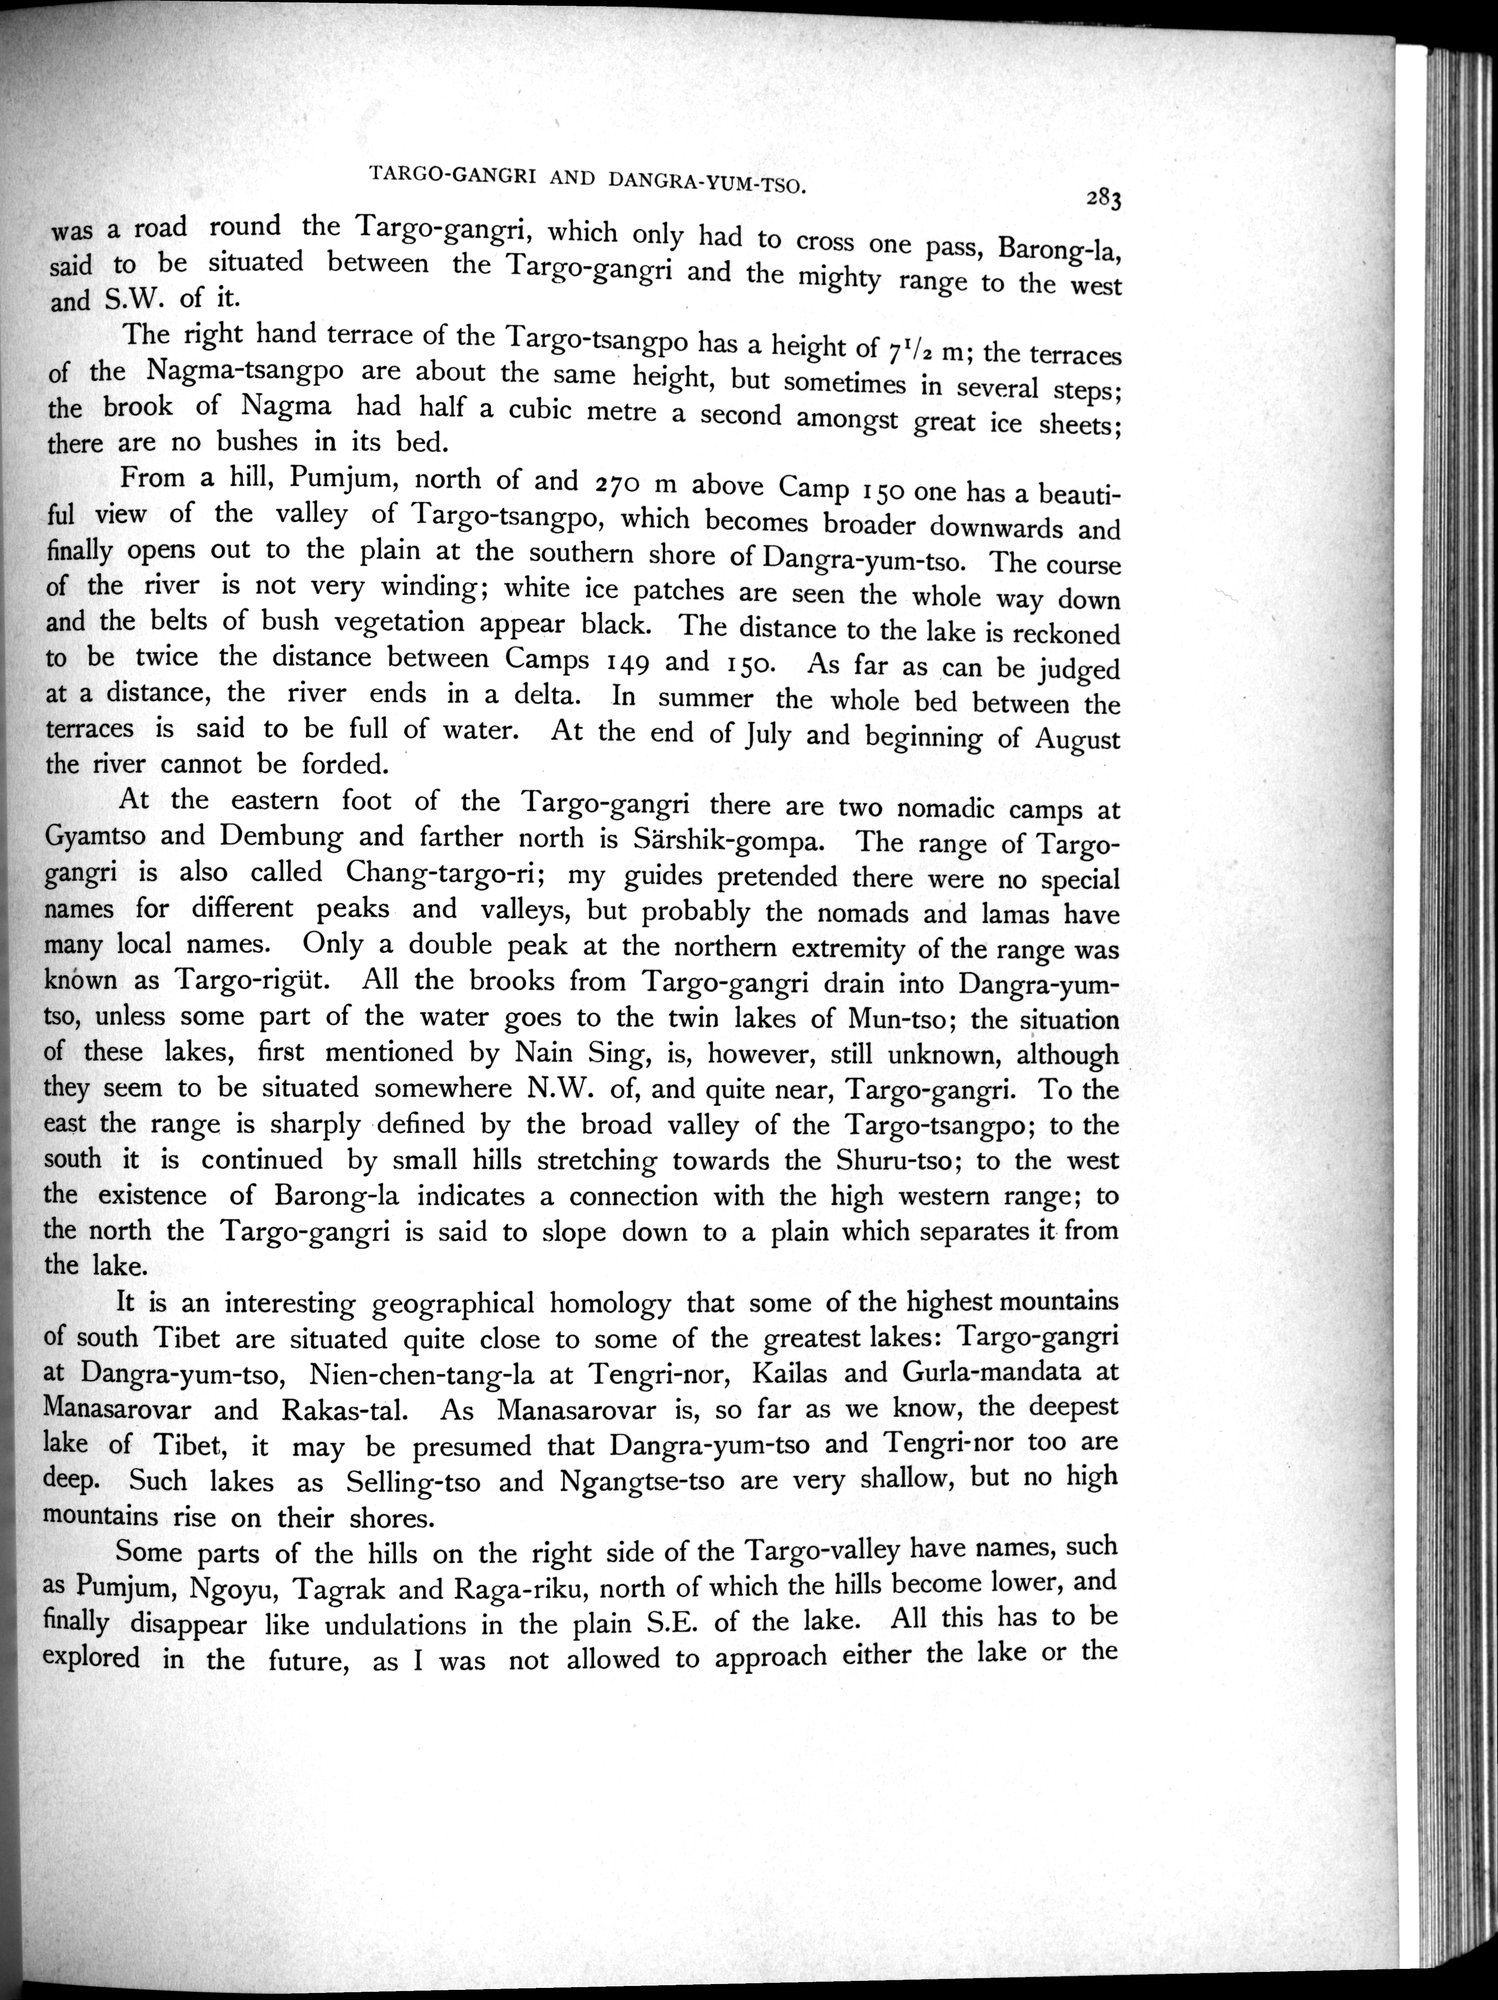 TARGO-GANGRI AND DANGRA-YUM-TSO.
283
was a road round the Targo-gangri, which only had to cross one pass, Barong-la,
said to be situated between the Targo-gangri and the mighty range to the west
and S.W. of it.
The right hand terrace of the Targo-tsangpo has a height of 7 1/2 m; the terraces
of the Nagma-tsangpo are about the same height, but sometimes in several steps;
the brook of Nagma had half a cubic metre a second amongst great ice sheets;
there are no bushes in its bed.
From a hill, Pumjum, north of and 270 m above Camp 150 one has a beauti-
ful view of the valley of Targo-tsangpo, which becomes broader downwards and
finally opens out to the plain at the southern shore of Dangra-yum-tso. The course
of the river is not very winding; white ice patches are seen the whole way down
and the belts of bush vegetation appear black. The distance to the lake is reckoned
to be twice the distance between Camps 149 and 150. As far as can be judged
at a distance, the river ends in a delta. In summer the whole bed between the
terraces is said to be full of water. At the end of July and beginning of August
the river cannot be forded.
At the eastern foot of the Targo-gangri there are two nomadic camps at
Gyamtso and Dembung and farther north is Särshik-gompa. The range of Targo-
gangri is also called Chang-targo-ri; my guides pretended there were no special
names for different peaks and valleys, but probably the nomads and lamas have
many local names. Only a double peak at the northern extremity of the range was
known as Targo-rigüt. All the brooks from Targo-gangri drain into Dangra-yum-
tso, unless some part of the water goes to the twin lakes of Mun-tso; the situation
of these lakes, first mentioned by Nain Sing, is, however, still unknown, although
they seem to be situated somewhere N.W. of, and quite near, Targo-gangri. To the
east the range is sharply defined by the broad valley of the Targo-tsangpo; to the
south it is continued by small hills stretching towards the Shuru-tso; to the west
the existence of Barong-la indicates a connection with the high western range; to
the north the Targo-gangri is said to slope down to a plain which separates it from
the lake.
It is an interesting geographical homology that some of the highest mountains
of south Tibet are situated quite close to some of the greatest lakes: Targo-gangri
at Dangra-yum-tso, Nien-chen-tang-la at Tengri-nor, Kailas and Gurla-mandata at
Manasarovar and Rakas-tal. As Manasarovar is, so far as we know, the deepest
lake of Tibet, it may be presumed that Dangra-yum-tso and Tengri-nor too are
deep. Such lakes as Selling-tso and Ngangtse-tso are very shallow, but no high
mountains rise on their shores.
Some parts of the hills on the right side of the Targo-valley have names, such
as Pumjum, Ngoyu, Tagrak and Raga-riku, north of which the hills become lower, and
finally disappear like undulations in the plain S.E. of the lake. All this has to be
explored in the future, as I was not allowed to approach either the lake or the